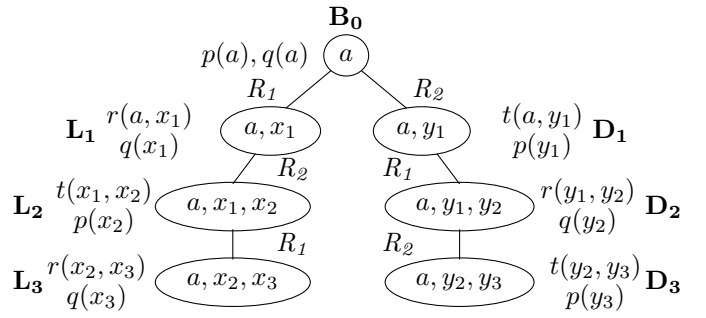 B₀
p(a), q(a) a
R₁ R₂
L₁ r(a, x₁) q(x₁) a, x₁ a, y₁ t(a, y₁) p(y₁) D₁
R₂ R₁
L₂ t(x₁, x₂) p(x₂) a, x₁, x₂ a, y₁, y₂ r(y₁, y₂) q(y₂) D₂
R₁ R₂
L₃ r(x₂, x₃) q(x₃) a, x₂, x₃ a, y₂, y₃ t(y₂, y₃) p(y₃) D₃